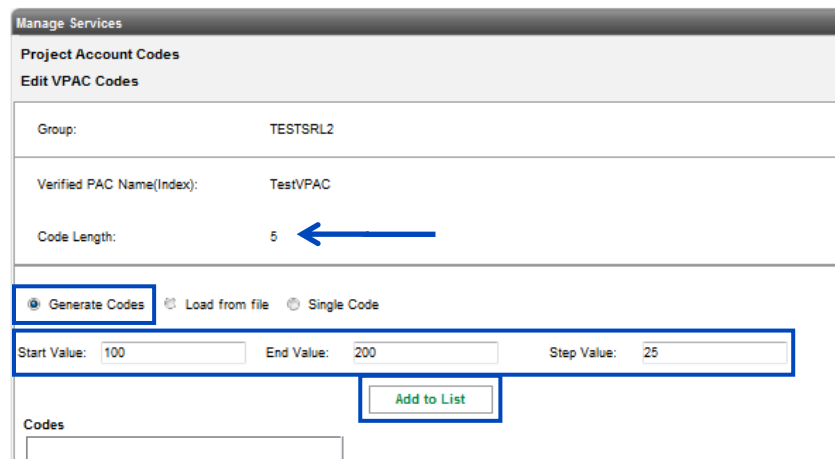 Manage Services
Project Account Codes
Edit VPAC Codes
Group: TESTSRL2
Verified PAC Name(Index): TestVPAC
Code Length: 5
Generate Codes Load from file Single Code
Start Value: 100 End Value: 200 Step Value: 25
Add to List
Codes